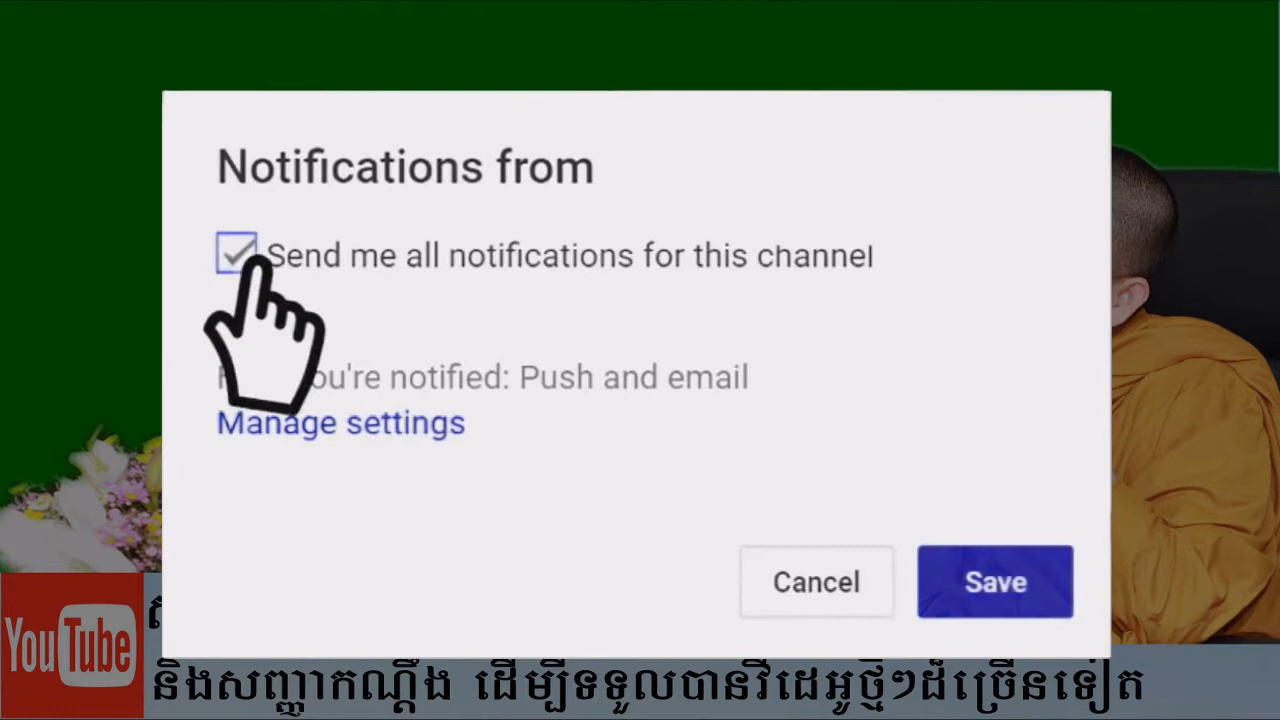 Notifications from
Send me all notifications for this channel
ou're notified: Push and email
Manage settings
Cancel
Save
YouTube
និងសញ្ញាកណ្ដឹង ដើម្បីទទួលបានវីដេអូថ្មីៗដ៏ច្រើនទៀត